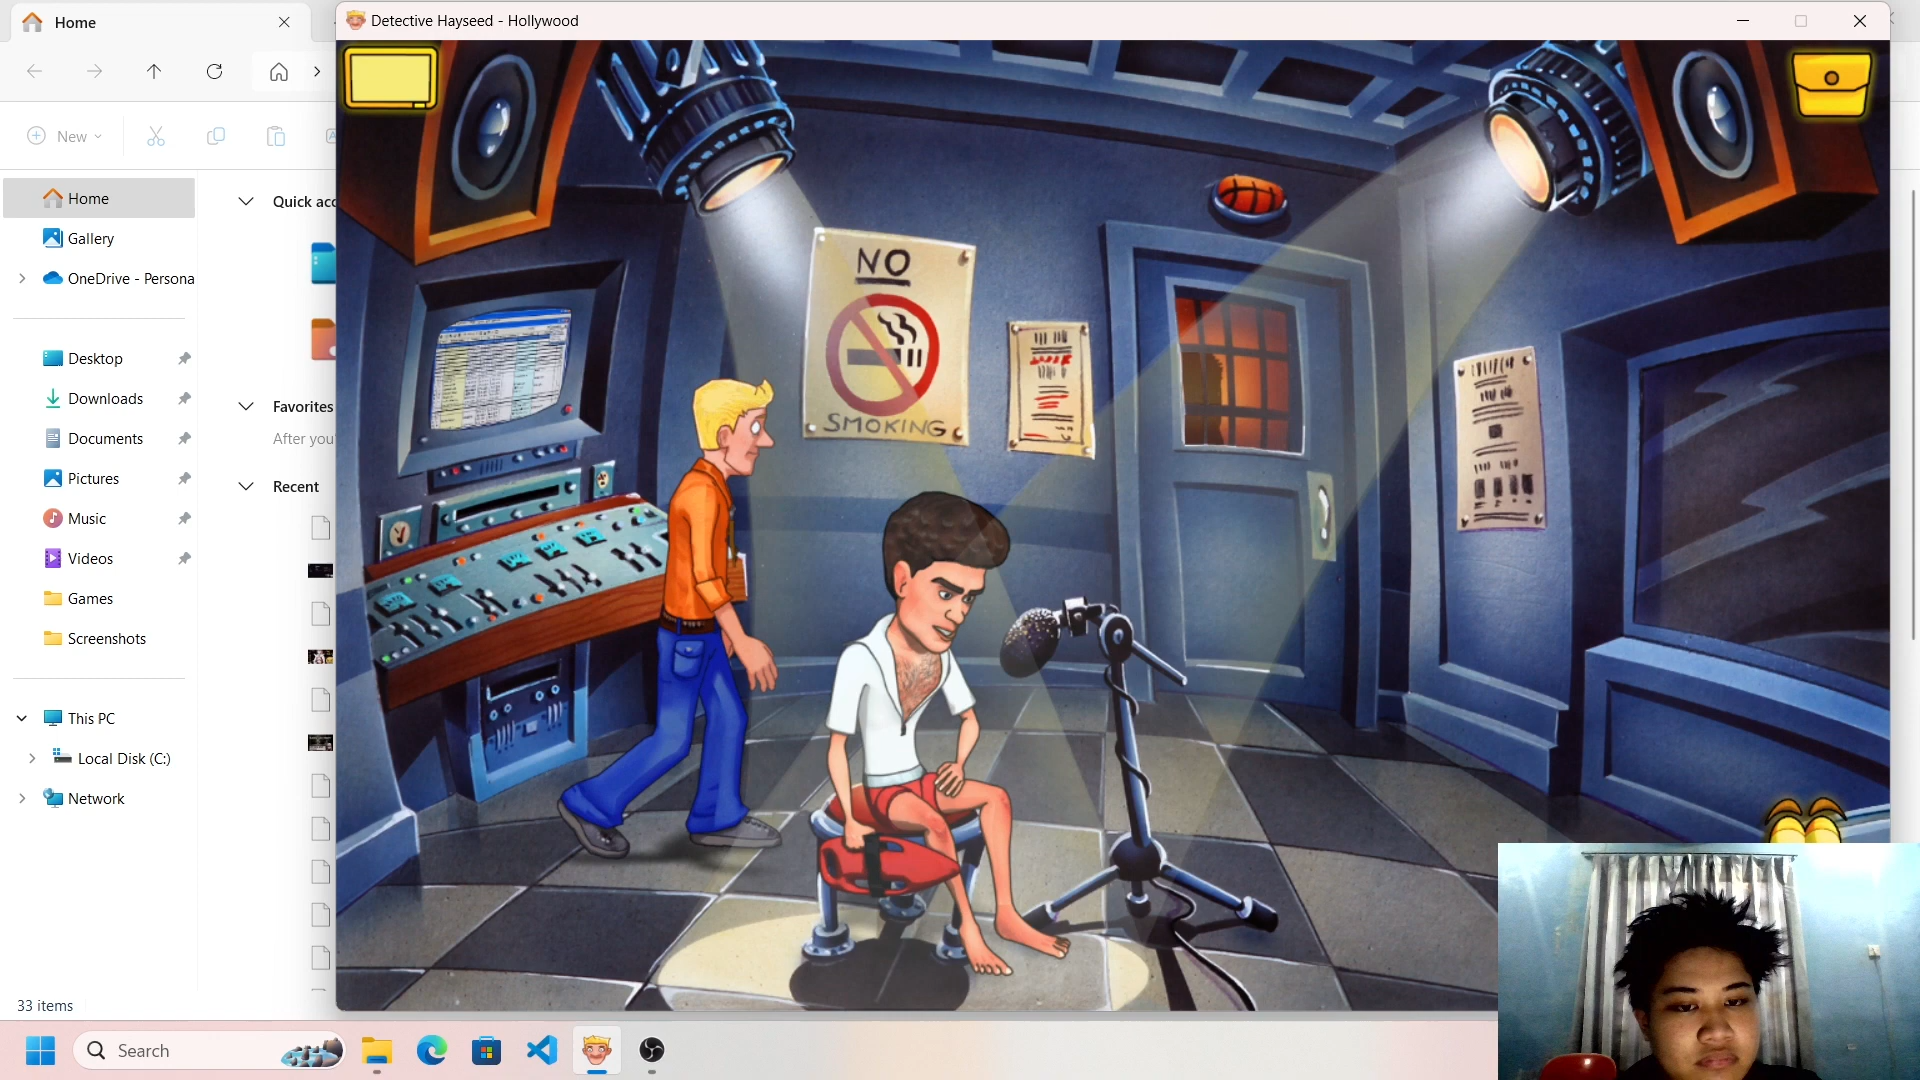 Home
Detective Hayseed - Hollywood
New
Home
Gallery
OneDrive - Persona
Desktop
Downloads
Documents
Pictures
Music
Videos
Games
Screenshots
This PC
Local Disk (C:)
Network
Quick acc
Favorites
After you'
Recent
NO
SMOKING
33 items
Search